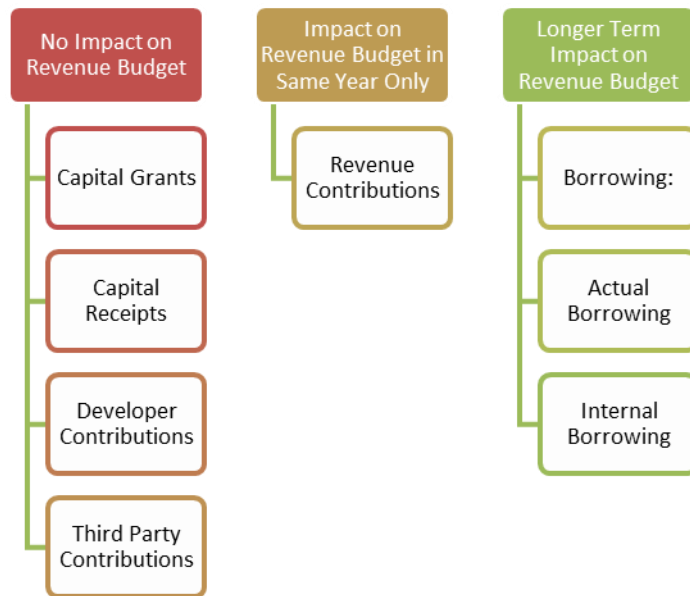 No Impact on
Revenue Budget
Capital Grants
Capital
Receipts
Developer
Contributions
Third Party
Contributions
Impact on
Revenue Budget in
Same Year Only
Revenue
Contributions
Longer Term
Impact on
Revenue Budget
Borrowing:
Actual
Borrowing
Internal
Borrowing